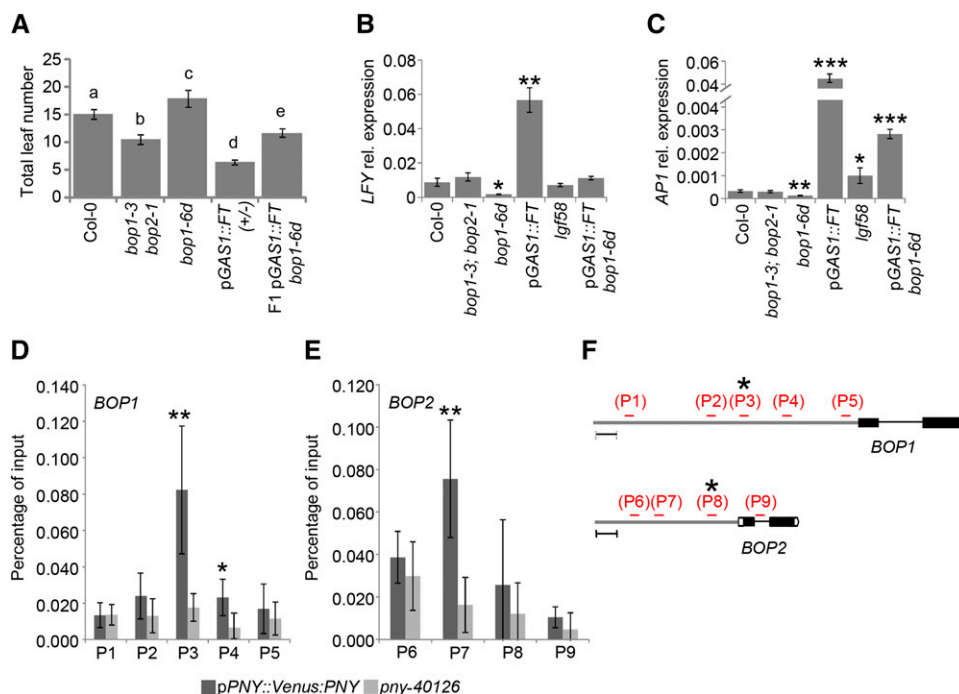 A
Total leaf number
25
20
15
10
5
0
a
b
c
d
e
Col-0
bop1-3
bop2-1
bop1-6d
pGAS1::FT
(+/-)
F1 pGAS1::FT
bop1-6d
B
LFY rel. expression
0.08
0.06
0.04
0.02
0
*
**
Col-0
bop1-3; bop2-1
bop1-6d
pGAS1::FT
lgf58
pGAS1::FT
bop1-6d
C
AP1 rel. expression
0.06
0.04
0.003
0.002
0.001
0
**
***
*
***
Col-0
bop1-3; bop2-1
bop1-6d
pGAS1::FT
lgf58
pGAS1::FT
bop1-6d
D
Percentage of input
0.140
0.120
0.100
0.080
0.060
0.040
0.020
0.000
BOP1
**
*
P1 P2 P3 P4 P5
E
Percentage of input
0.120
0.100
0.080
0.060
0.040
0.020
0.000
BOP2
**
P6 P7 P8 P9
pPNY::Venus:PNY pny-40126
F
*
(P1) (P2) (P3) (P4) (P5)
BOP1
*
(P6) (P7) (P8) (P9)
BOP2